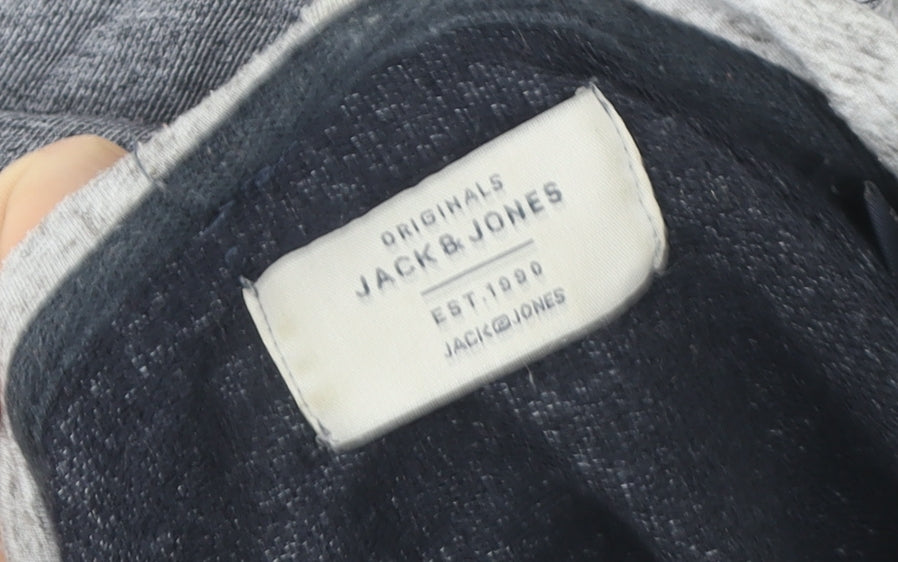 ORIGINALS
JACK & JONES
EST.1990
JACK JONES